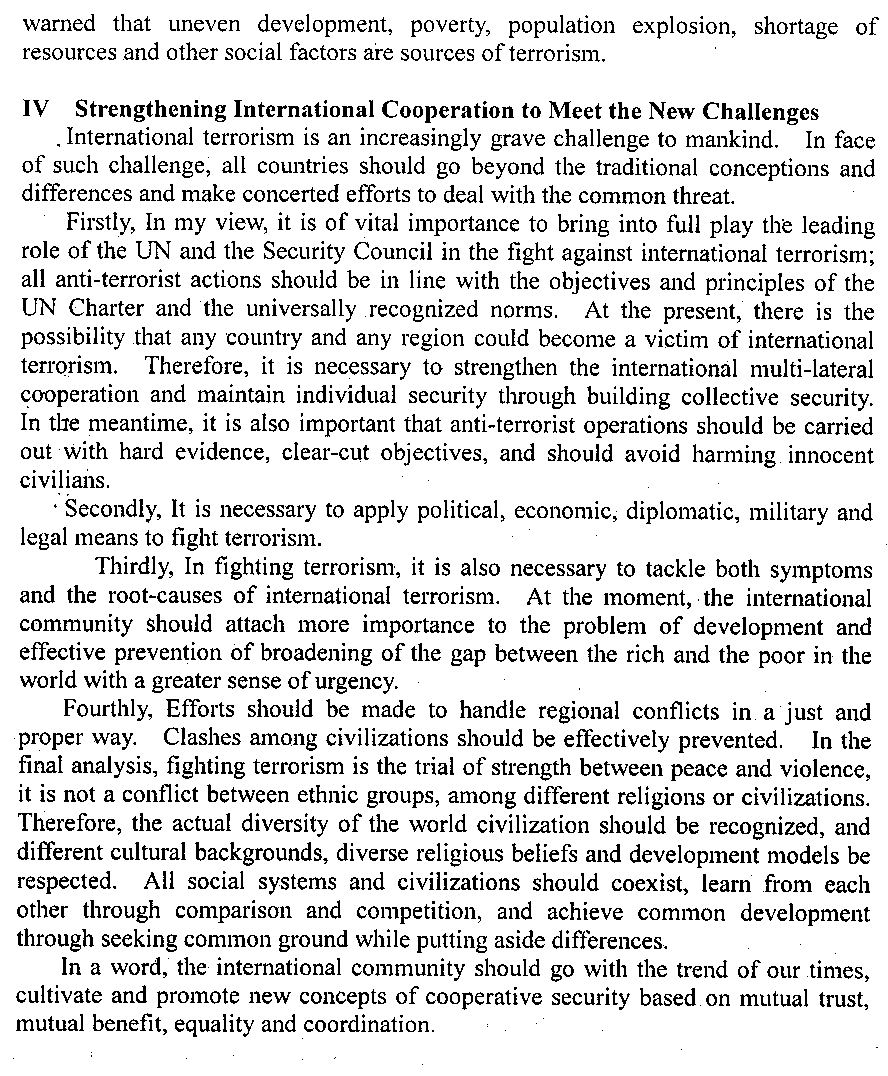 warned that uneven development, poverty, population explosion, shortage of
resources and other social factors are sources of terrorism.
IV Strengthening International Cooperation to Meet the New Challenges
International terrorism is an increasingly grave challenge to mankind. In face
of such challenge, all countries should go beyond the traditional conceptions and
differences and make concerted efforts to deal with the common threat.
Firstly, In my view, it is of vital importance to bring into full play the leading
role of the UN and the Security Council in the fight against international terrorism;
all anti-terrorist actions should be in line with the objectives and principles of the
UN Charter and the universally recognized norms. At the present, there is the
possibility that any country and any region could become a victim of international
terrorism. Therefore, it is necessary to strengthen the international multi-lateral
cooperation and maintain individual security through building collective security.
In the meantime, it is also important that anti-terrorist operations should be carried
out with hard evidence, clear-cut objectives, and should avoid harming innocent
civilians.
Secondly, It is necessary to apply political, economic, diplomatic, military and
legal means to fight terrorism.
Thirdly, In fighting terrorism, it is also necessary to tackle both symptoms
and the root-causes of international terrorism. At the moment, the international
community should attach more importance to the problem of development and
effective prevention of broadening of the gap between the rich and the poor in the
world with a greater sense of urgency.
Fourthly, Efforts should be made to handle regional conflicts in a just and
proper way. Clashes among civilizations should be effectively prevented. In the
final analysis, fighting terrorism is the trial of strength between peace and violence,
it is not a conflict between ethnic groups, among different religions or civilizations.
Therefore, the actual diversity of the world civilization should be recognized, and
different cultural backgrounds, diverse religious beliefs and development models be
respected. All social systems and civilizations should coexist, learn from each
other through comparison and competition, and achieve common development
through seeking common ground while putting aside differences.
In a word, the international community should go with the trend of our times,
cultivate and promote new concepts of cooperative security based on mutual trust,
mutual benefit, equality and coordination.